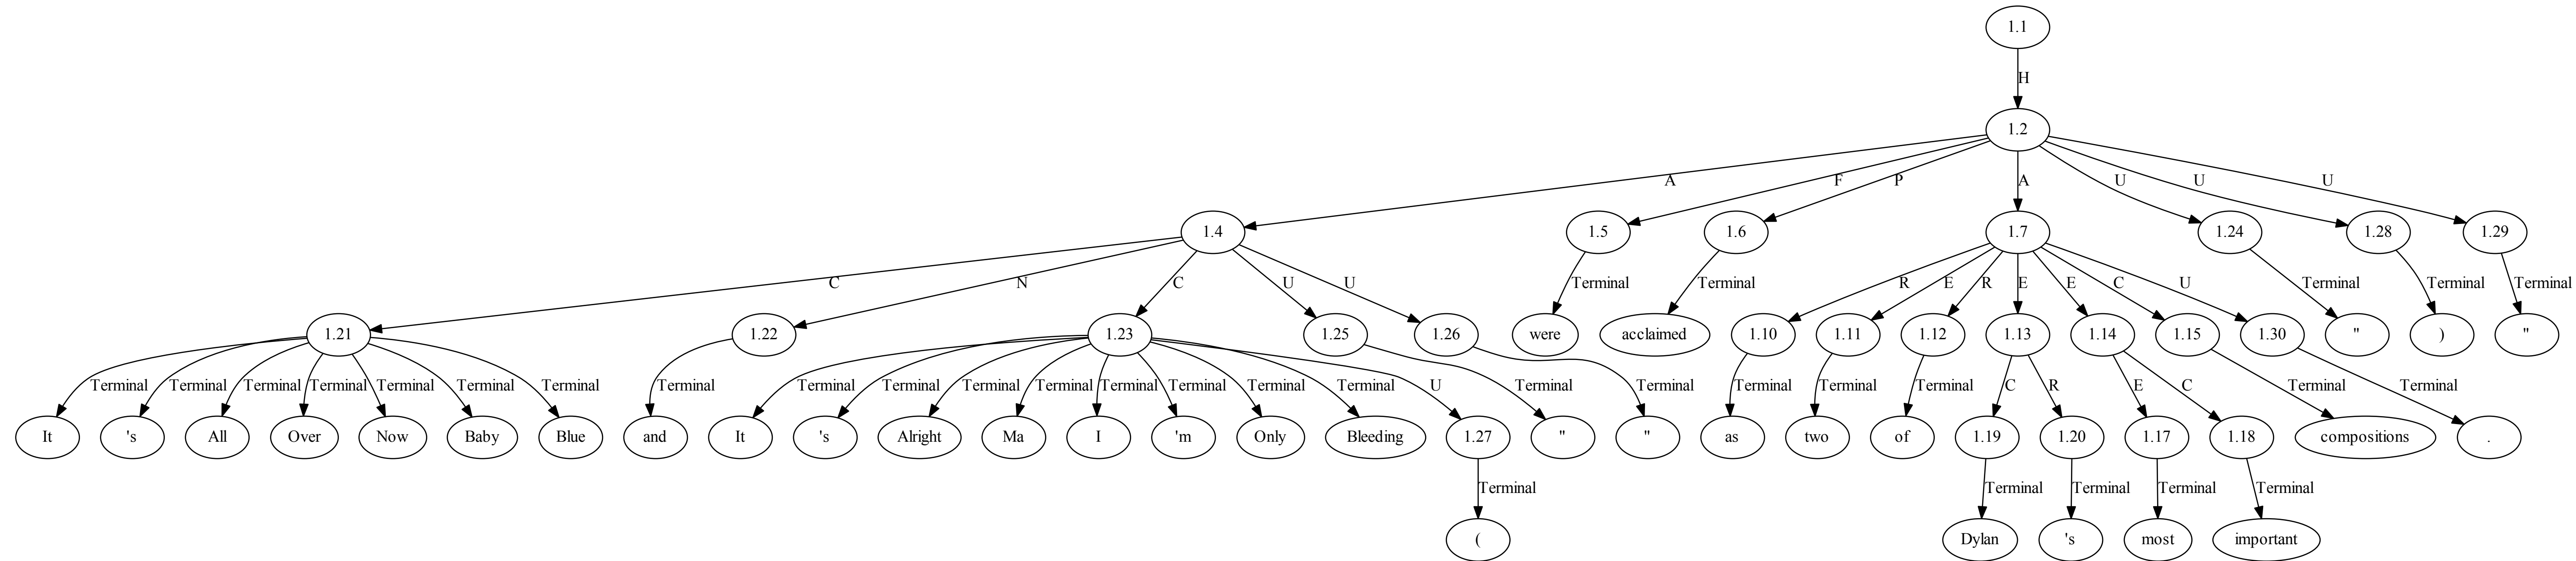 1.1
H
1.2
A F P A U U U
1.4 1.5 1.6 1.7 1.24 1.28 1.29
C N C U U Terminal Terminal R E R E E C U Terminal Terminal Terminal
1.21 1.22 1.23 1.25 1.26 were acclaimed 1.10 1.11 1.12 1.13 1.14 1.15 1.30 " ) "
Terminal Terminal Terminal Terminal Terminal Terminal Terminal Terminal Terminal Terminal Terminal Terminal Terminal Terminal Terminal Terminal U Terminal Terminal Terminal Terminal Terminal C R E C Terminal Terminal
It 's All Over Now Baby Blue and It 's Alright Ma I 'm Only Bleeding 1.27 " " as two of 1.19 1.20 1.17 1.18 compositions .
Terminal Terminal Terminal Terminal Terminal
( Dylan 's most important